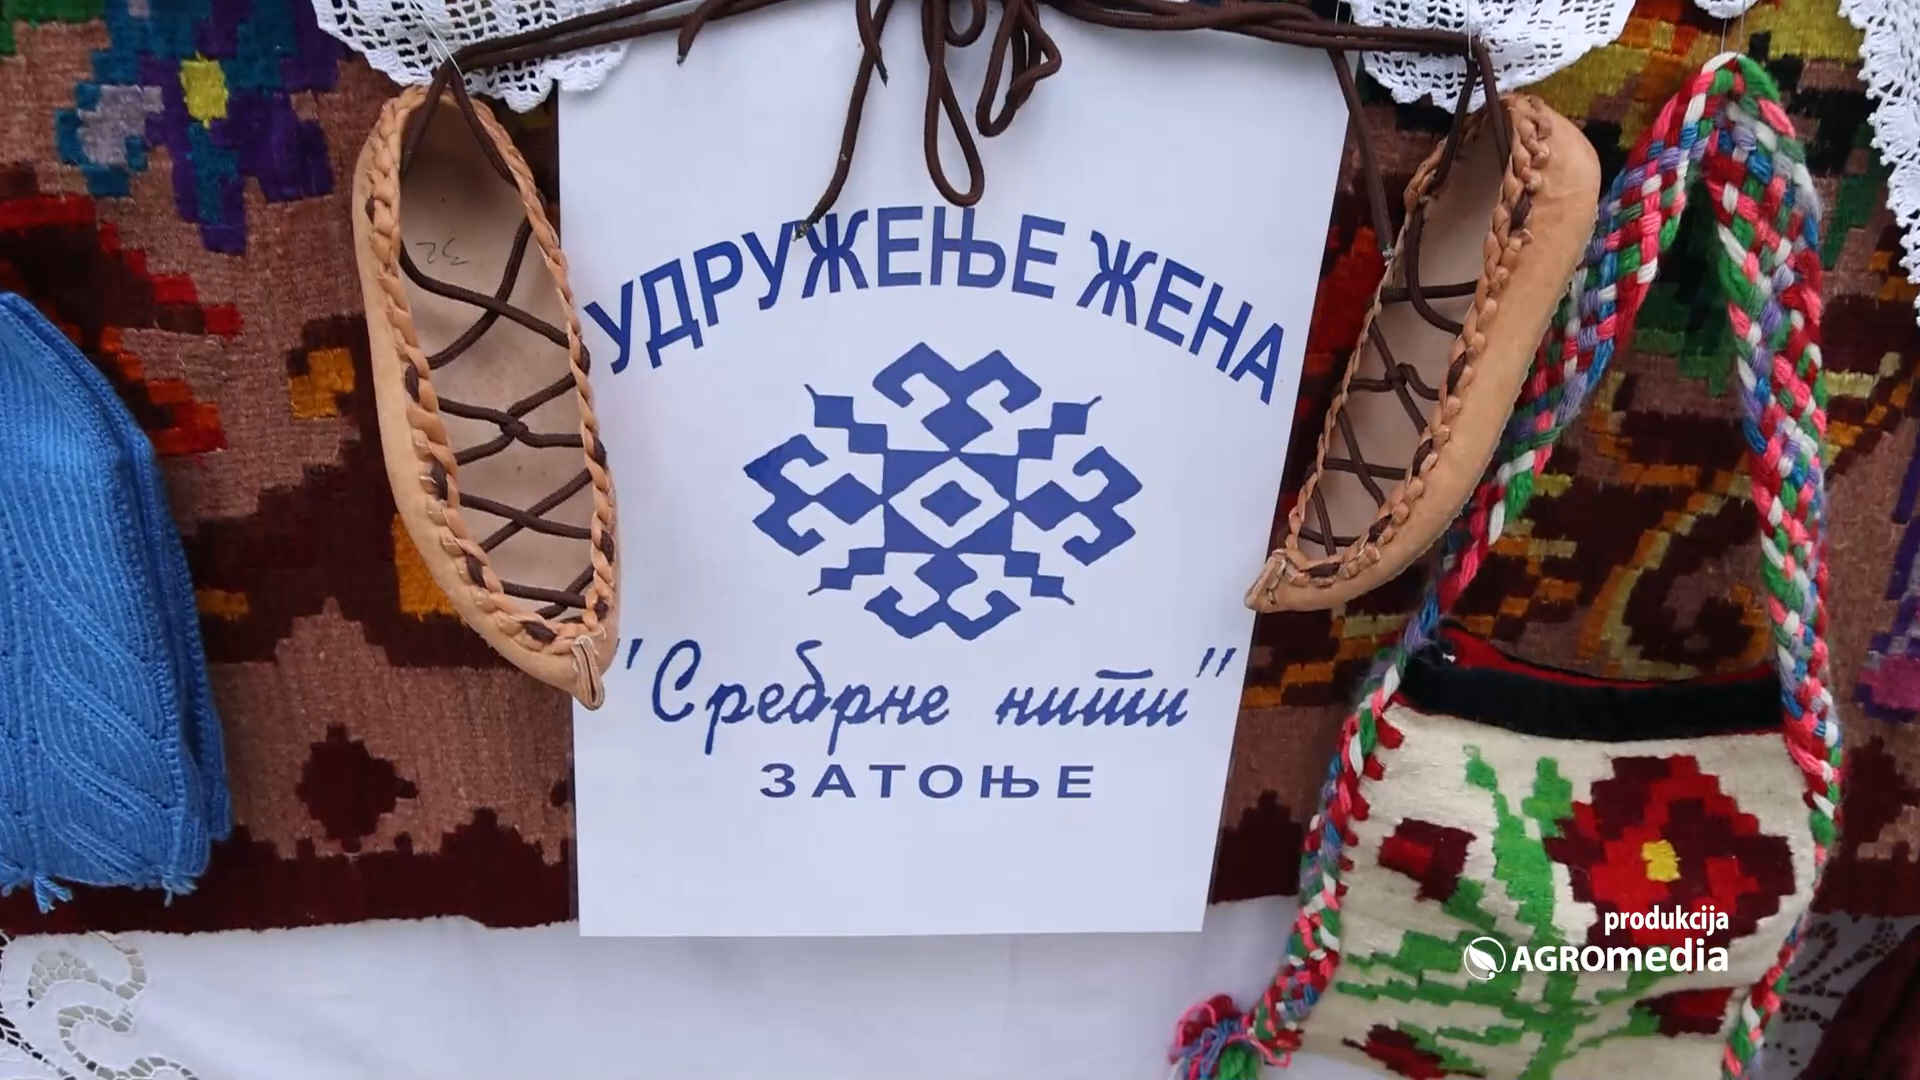 УДРУЖЕЊЕ ЖЕНА
"Сребрне нити"
ЗАТОЊЕ
produkcija
AGROmedia